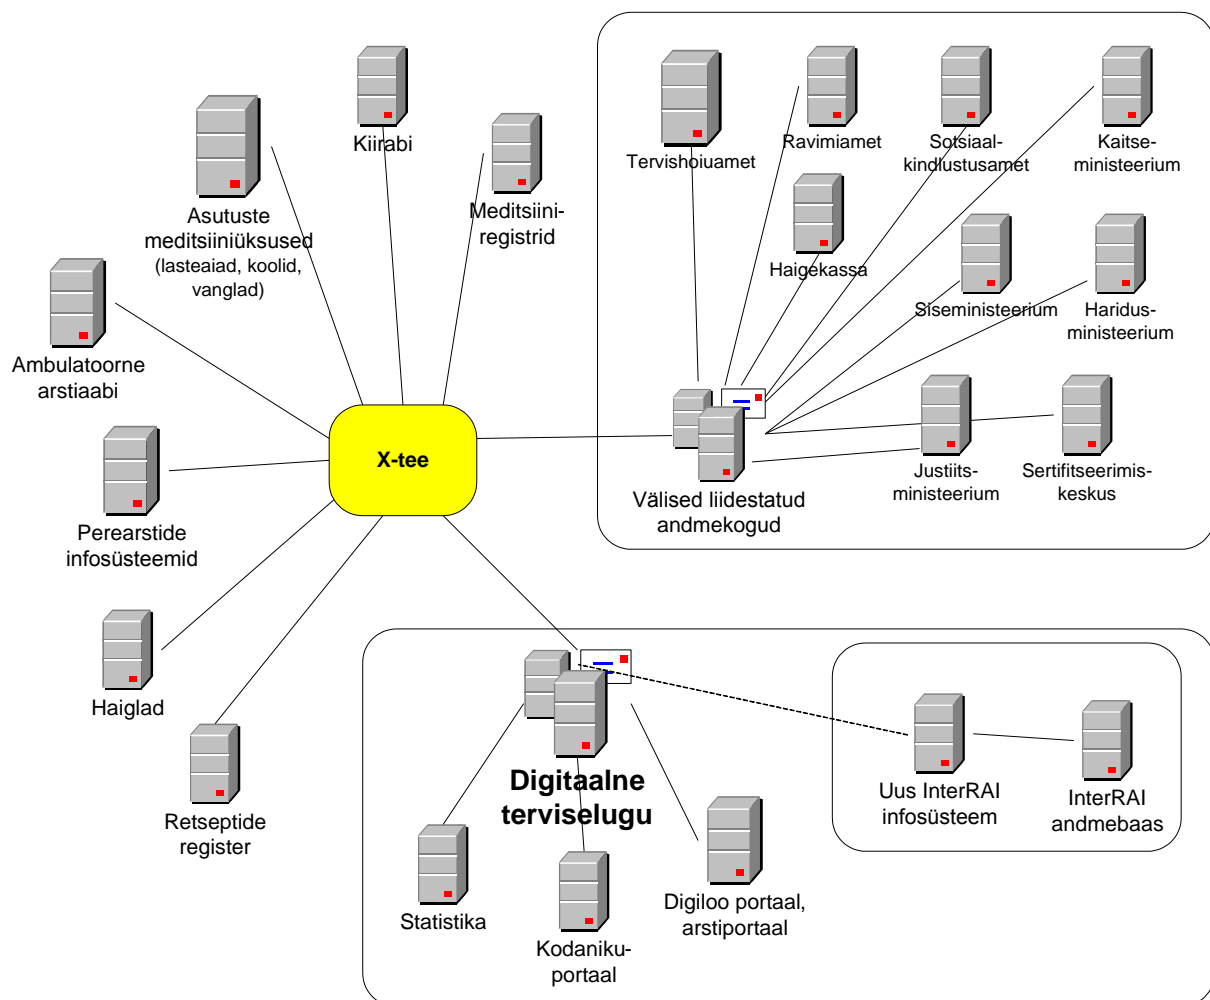 Kiirabi
Asutuste
meditsiiniüksused
(lasteaiad, koolid,
vanglad)
Meditsiini-
registrid
Ambulatoorne
arstiaabi
X-tee
Perearstide
infosüsteemid
Haiglad
Retseptide
register
Tervishoiuamet
Ravimiamet
Sotsiaal-
kindlustusamet
Kaitse-
ministeerium
Haigekassa
Siseministeerium
Haridus-
ministeerium
Välised liidestatud
andmekogud
Justiits-
ministeerium
Sertifitseerimis-
keskus
Digitaalne
terviselugu
Uus InterRAI
infosüsteem
InterRAI
andmebaas
Statistika
Kodaniku-
portaal
Digiloo portaal,
arstiportaal